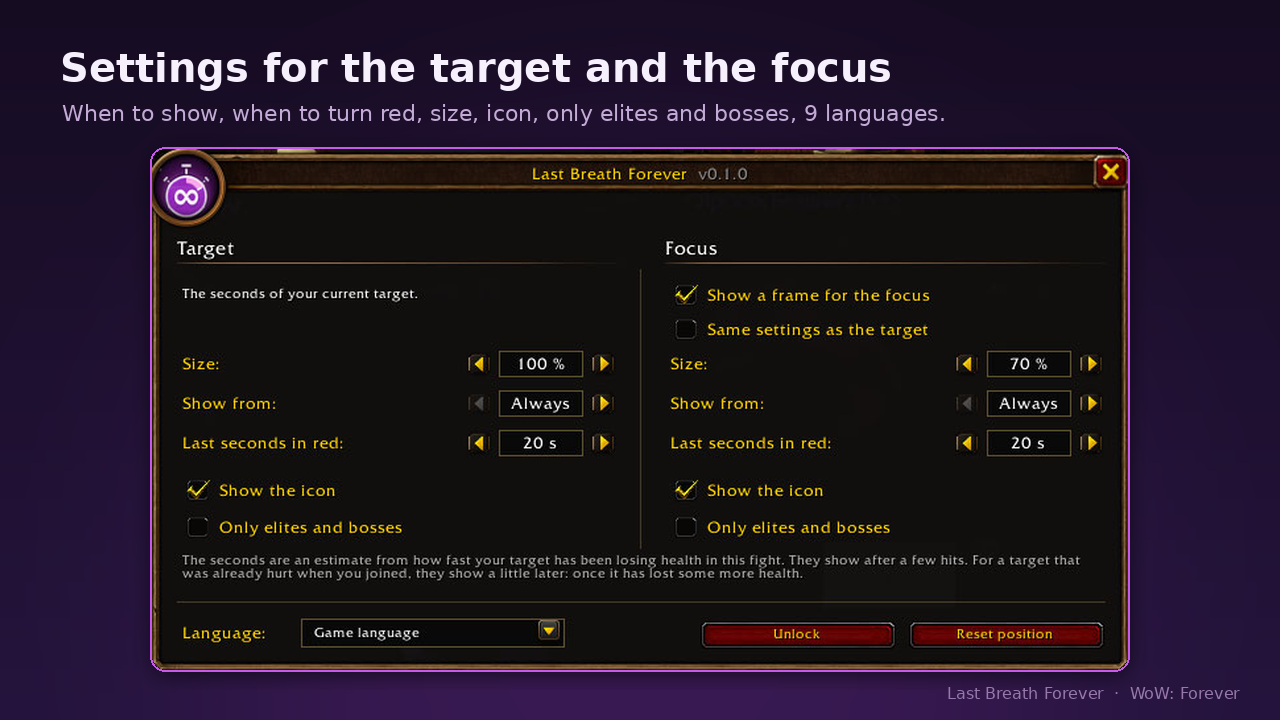 Settings for the target and the focus
When to show, when to turn red, size, icon, only elites and bosses, 9 languages.
Last Breath Forever v0.1.0
Target
The seconds of your current target.
Size:
100 %
Show from:
Always
Last seconds in red:
20 s
Show the icon
Only elites and bosses
Focus
Show a frame for the focus
Same settings as the target
Size:
70 %
Show from:
Always
Last seconds in red:
20 s
Show the icon
Only elites and bosses
The seconds are an estimate from how fast your target has been losing health in this fight. They show after a few hits. For a target that
was already hurt when you joined, they show a little later: once it has lost some more health.
Language:
Game language
Unlock
Reset position
Last Breath Forever · WoW: Forever